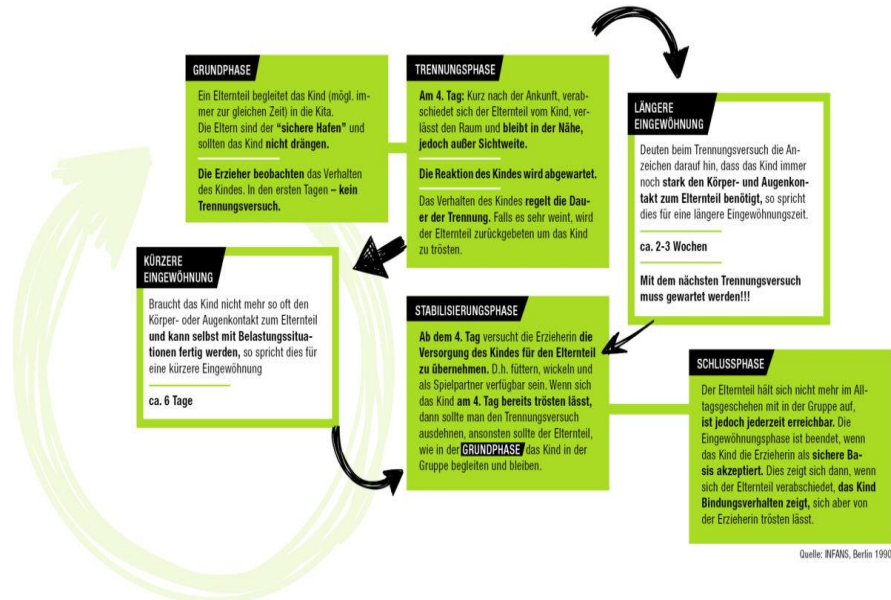 GRUNDPHASE
Ein Elternteil begleitet das Kind (mögl. im-
mer zur gleichen Zeit) in die Kita.
Die Eltern sind der "sichere Hafen" und
sollten das Kind nicht drängen.
Die Erzieher beobachten das Verhalten
des Kindes. In den ersten Tagen – kein
Trennungsversuch.
TRENNUNGSPHASE
Am 4. Tag: Kurz nach der Ankunft, verab-
schiedet sich der Elternteil vom Kind, ver-
lässt den Raum und bleibt in der Nähe,
jedoch außer Sichtweite.
Die Reaktion des Kindes wird abgewartet.
Das Verhalten des Kindes regelt die Dau-
er der Trennung. Falls es sehr weint, wird
der Elternteil zurückgebeten um das Kind
zu trösten.
LÄNGERE
EINGEWÖHNUNG
Deuten beim Trennungsversuch die An-
zeichen darauf hin, dass das Kind immer
noch stark den Körper- und Augenkon-
takt zum Elternteil benötigt, so spricht
dies für eine längere Eingewöhnungszeit.
ca. 2-3 Wochen
Mit dem nächsten Trennungsversuch
muss gewartet werden!!!
KÜRZERE
EINGEWÖHNUNG
Braucht das Kind nicht mehr so oft den
Körper- oder Augenkontakt zum Elternteil
und kann selbst mit Belastungssitua-
tionen fertig werden, so spricht dies für
eine kürzere Eingewöhnung
ca. 6 Tage
STABILISIERUNGSPHASE
Ab dem 4. Tag versucht die Erzieherin die
Versorgung des Kindes für den Elternteil
zu übernehmen. D.h. füttern, wickeln und
als Spielpartner verfügbar sein. Wenn sich
das Kind am 4. Tag bereits trösten lässt,
dann sollte man den Trennungsversuch
ausdehnen, ansonsten sollte der Elternteil,
wie in der GRUNDPHASE das Kind in der
Gruppe begleiten und bleiben.
SCHLUSSPHASE
Der Elternteil hält sich nicht mehr im All-
tagsgeschehen mit in der Gruppe auf,
ist jedoch jederzeit erreichbar. Die
Eingewöhnungsphase ist beendet, wenn
das Kind die Erzieherin als sichere Ba-
sis akzeptiert. Dies zeigt sich dann, wenn
sich der Elternteil verabschiedet, das Kind
Bindungsverhalten zeigt, sich aber von
der Erzieherin trösten lässt.
Quelle: INFANS, Berlin 1990